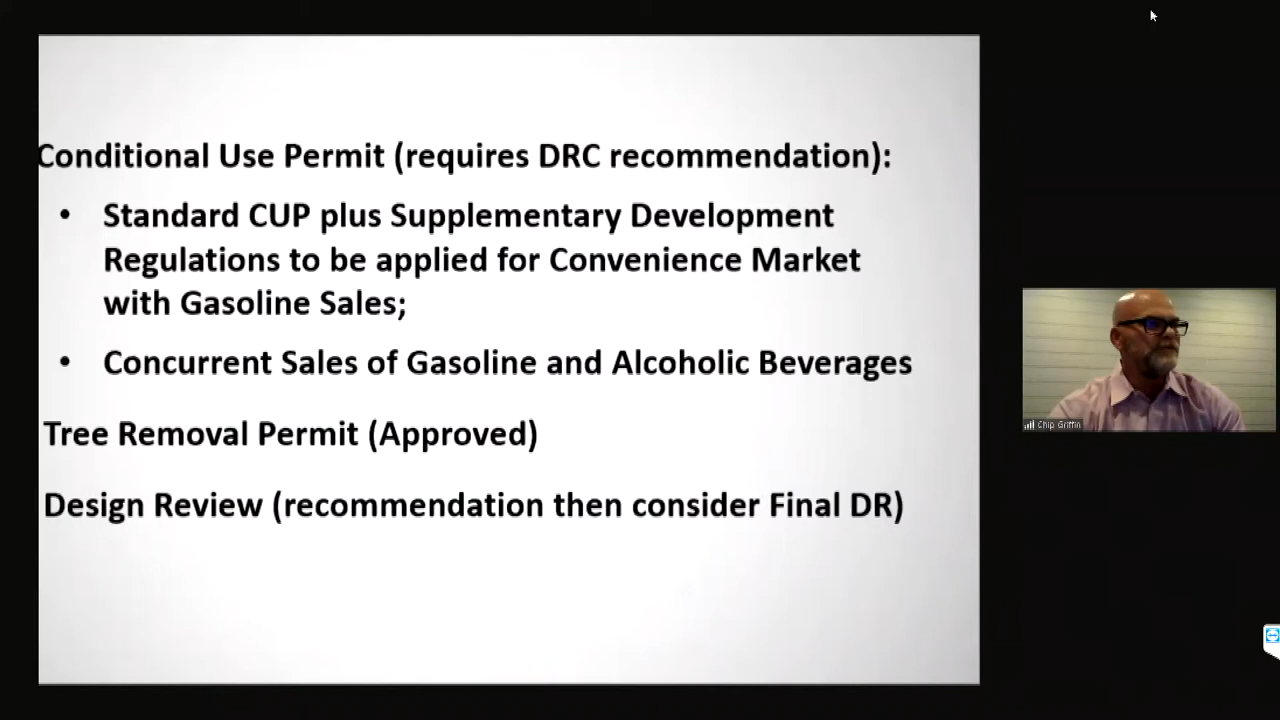 Conditional Use Permit (requires DRC recommendation):
• Standard CUP plus Supplementary Development
Regulations to be applied for Convenience Market
with Gasoline Sales;
• Concurrent Sales of Gasoline and Alcoholic Beverages
Tree Removal Permit (Approved)
Design Review (recommendation then consider Final DR)
Chip Griffin